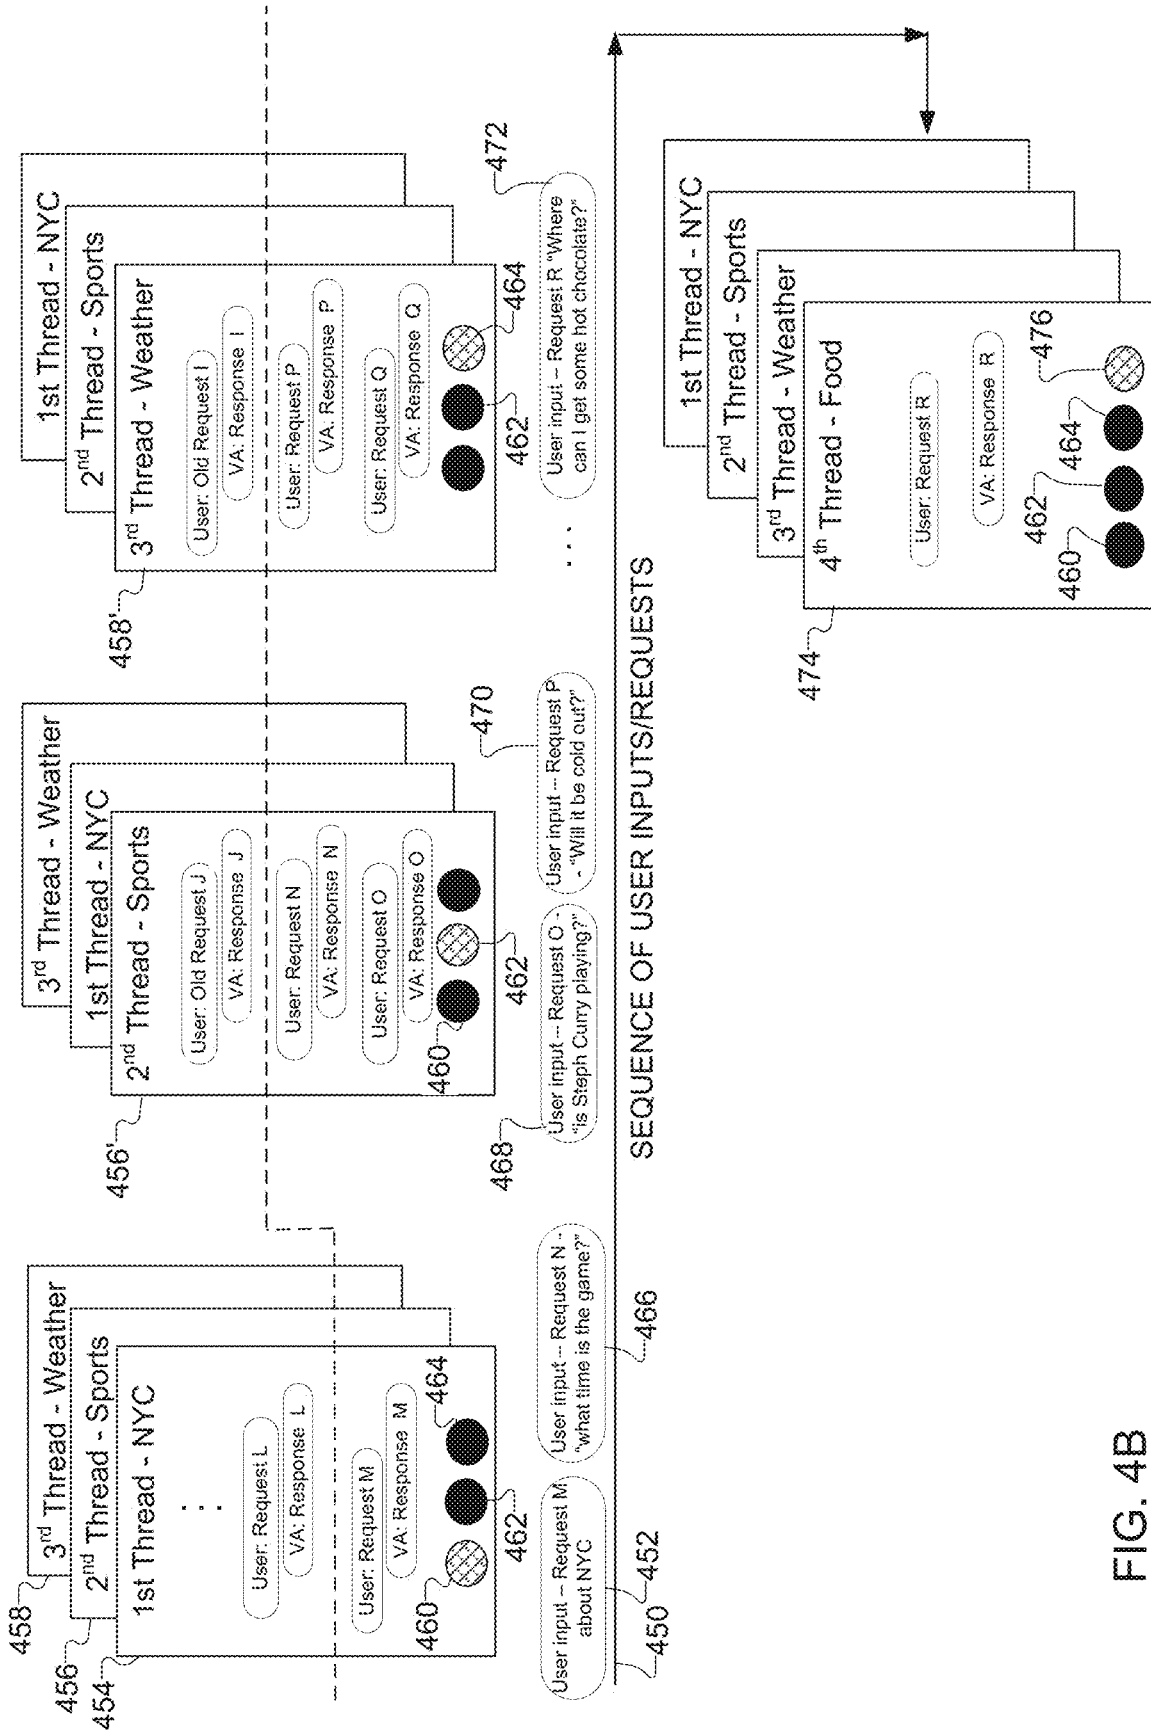 458
456
454
3rd Thread - Weather
2nd Thread - Sports
1st Thread - NYC
. . .
User: Request L
VA: Response L
User: Request M
VA: Response M
460
462
464
User input – Request M
about NYC
User input – Request N -
"what time is the game?"
450
452
466
456'
3rd Thread - Weather
1st Thread - NYC
2nd Thread - Sports
User: Old Request J
VA: Response J
User: Request N
VA: Response N
User: Request O
VA: Response O
460
462
468
User input – Request O -
"is Steph Curry playing?"
470
User input – Request P
- "Will it be cold out?"
458'
1st Thread - NYC
2nd Thread - Sports
3rd Thread - Weather
User: Old Request I
VA: Response I
User: Request P
VA: Response P
User: Request Q
VA: Response Q
462
464
472
. . .
User input – Request R "Where
can I get some hot chocolate?"
SEQUENCE OF USER INPUTS/REQUESTS
474
1st Thread - NYC
2nd Thread - Sports
3rd Thread - Weather
4th Thread - Food
User: Request R
VA: Response R
460
462
464
476
FIG. 4B